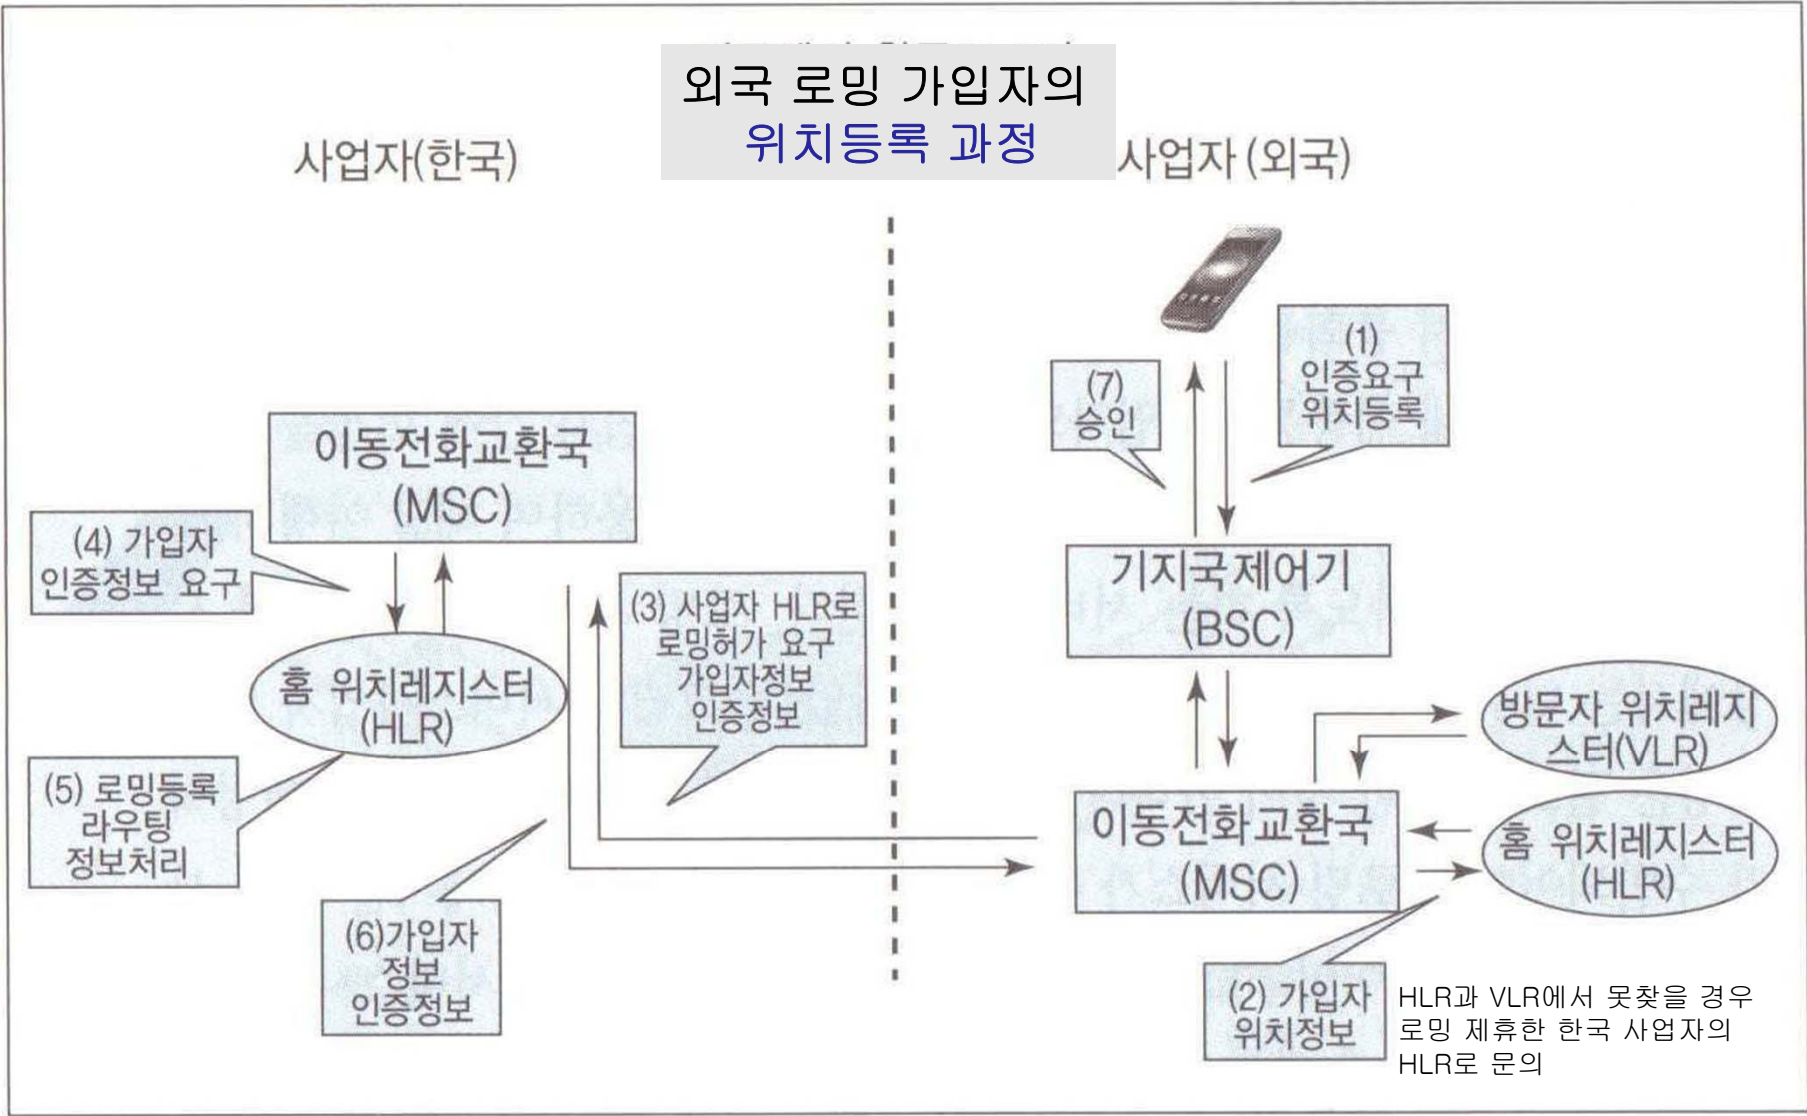 외국 로밍 가입자의
위치등록 과정
사업자(한국)
사업자 (외국)
(1)
인증요구
위치등록
(7)
승인
이동전화교환국
(MSC)
(4) 가입자
인증정보 요구
기지국제어기
(BSC)
(3) 사업자 HLR로
로밍허가 요구
가입자정보
인증정보
홈 위치레지스터
(HLR)
방문자 위치레지
스터(VLR)
(5) 로밍등록
라우팅
정보처리
이동전화교환국
(MSC)
홈 위치레지스터
(HLR)
(6)가입자
정보
인증정보
(2) 가입자
위치정보
HLR과 VLR에서 못찾을 경우
로밍 제휴한 한국 사업자의
HLR로 문의